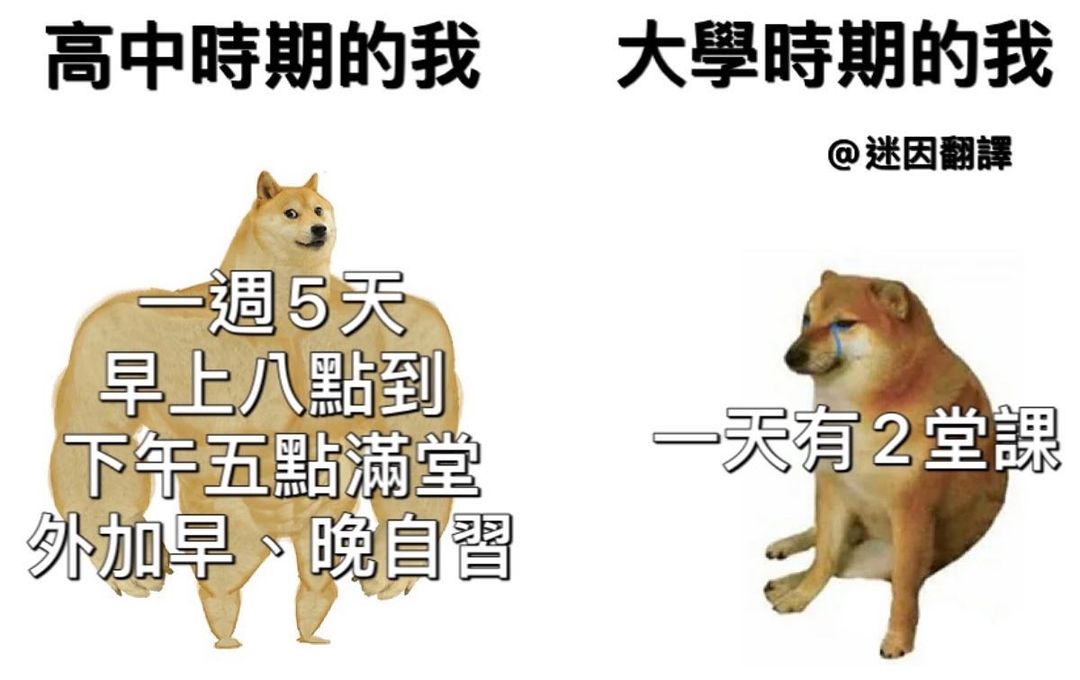 高中時期的我
一週5天
早上八點到
下午五點滿堂
外加早、晚自習
大學時期的我
@迷因翻譯
一天有2堂課